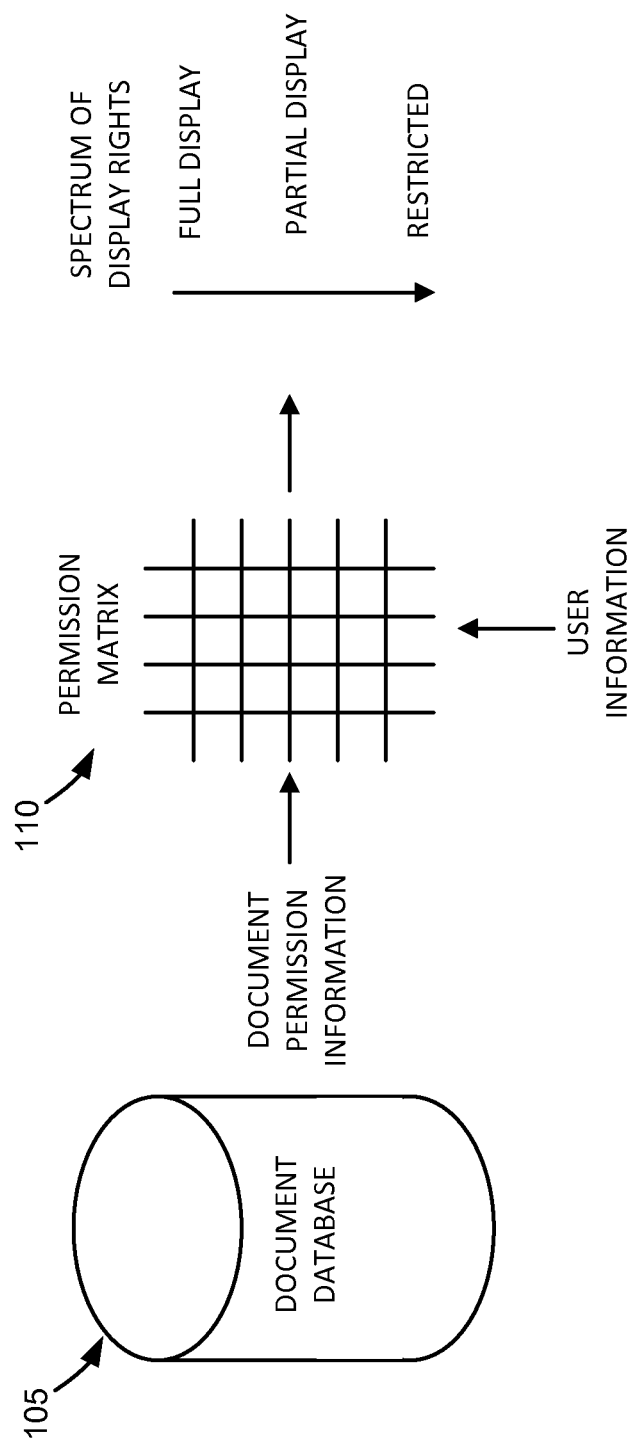 105
DOCUMENT
DATABASE
DOCUMENT
PERMISSION
INFORMATION
110
PERMISSION
MATRIX
USER
INFORMATION
SPECTRUM OF
DISPLAY RIGHTS
FULL DISPLAY
PARTIAL DISPLAY
RESTRICTED